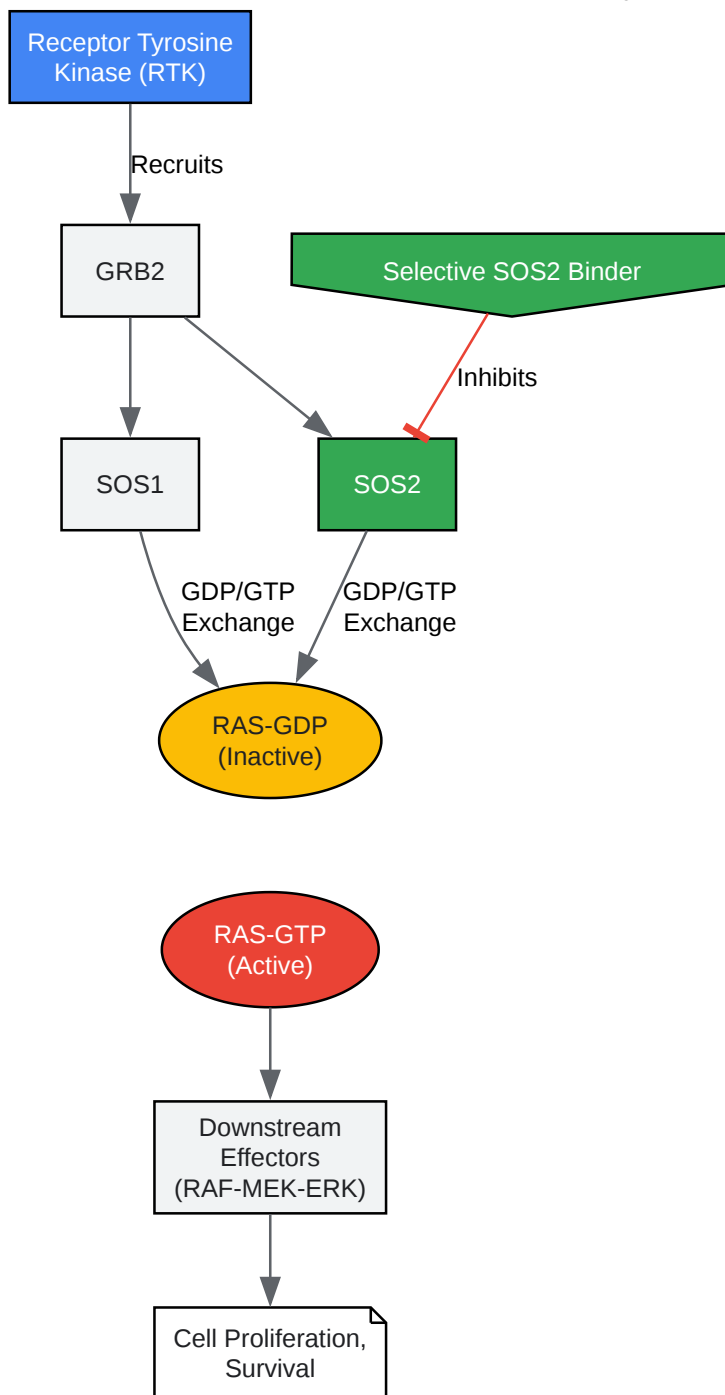 Receptor Tyrosine
Kinase (RTK)
Recruits
GRB2
Selective SOS2 Binder
Inhibits
SOS1
SOS2
GDP/GTP
Exchange
GDP/GTP
Exchange
RAS-GDP
(Inactive)
RAS-GTP
(Active)
Downstream
Effectors
(RAF-MEK-ERK)
Cell Proliferation,
Survival